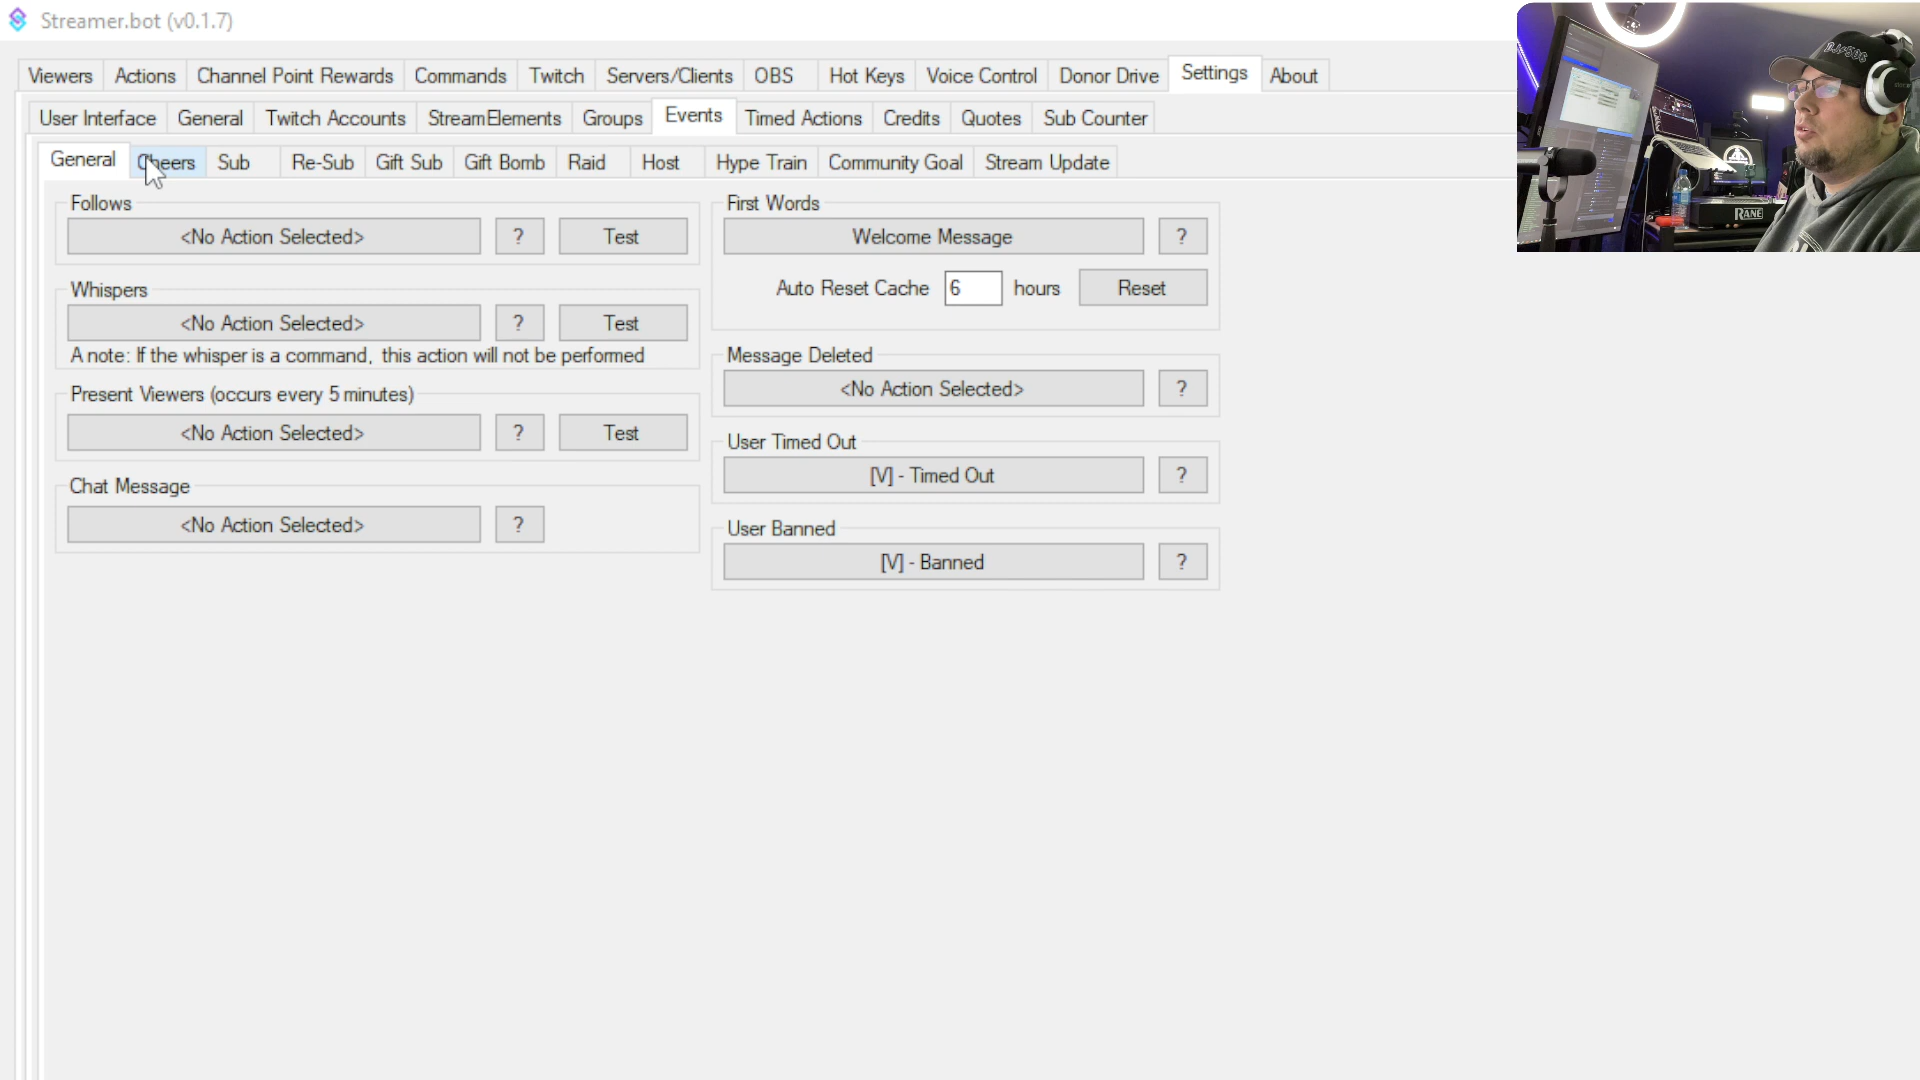 Streamer.bot (v0.1.7)
Viewers Actions Channel Point Rewards Commands Twitch Servers/Clients OBS Hot Keys Voice Control Donor Drive Settings About
User Interface General Twitch Accounts StreamElements Groups Events Timed Actions Credits Quotes Sub Counter
General Cheers Sub Re-Sub Gift Sub Gift Bomb Raid Host Hype Train Community Goal Stream Update
Follows
<No Action Selected> ? Test
Whispers
<No Action Selected> ? Test
A note: If the whisper is a command, this action will not be performed
Present Viewers (occurs every 5 minutes)
<No Action Selected> ? Test
Chat Message
<No Action Selected> ?
First Words
Welcome Message ?
Auto Reset Cache 6 hours Reset
Message Deleted
<No Action Selected> ?
User Timed Out
[V] - Timed Out ?
User Banned
[V] - Banned ?
RANE